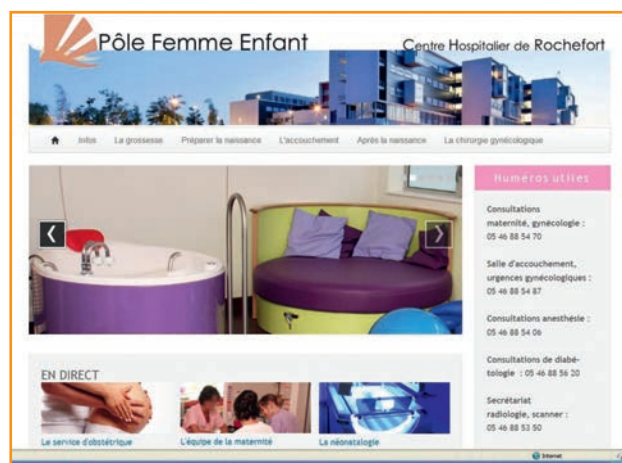 Pôle Femme Enfant
Centre Hospitalier de Rochefort
Infos La grossesse Préparer la naissance L'accouchement Après la naissance La chirurgie gynécologique
Numéros utiles
Consultations
maternité, gynécologie :
05 46 88 54 70
Salle d'accouchement,
urgences gynécologiques :
05 46 88 54 87
Consultations anesthésie :
05 46 88 54 06
Consultations de diabé-
tologie : 05 46 88 56 20
Secrétariat
radiologie, scanner :
05 46 88 53 50
EN DIRECT
Le service d'obstétrique
L'équipe de la maternité
La néonatalogie
Internet